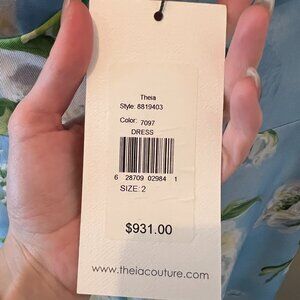 Theia
Style: 8819403
Color: 7097
DRESS
6 28709 02984 1
SIZE: 2
$931.00
www.theiacouture.com